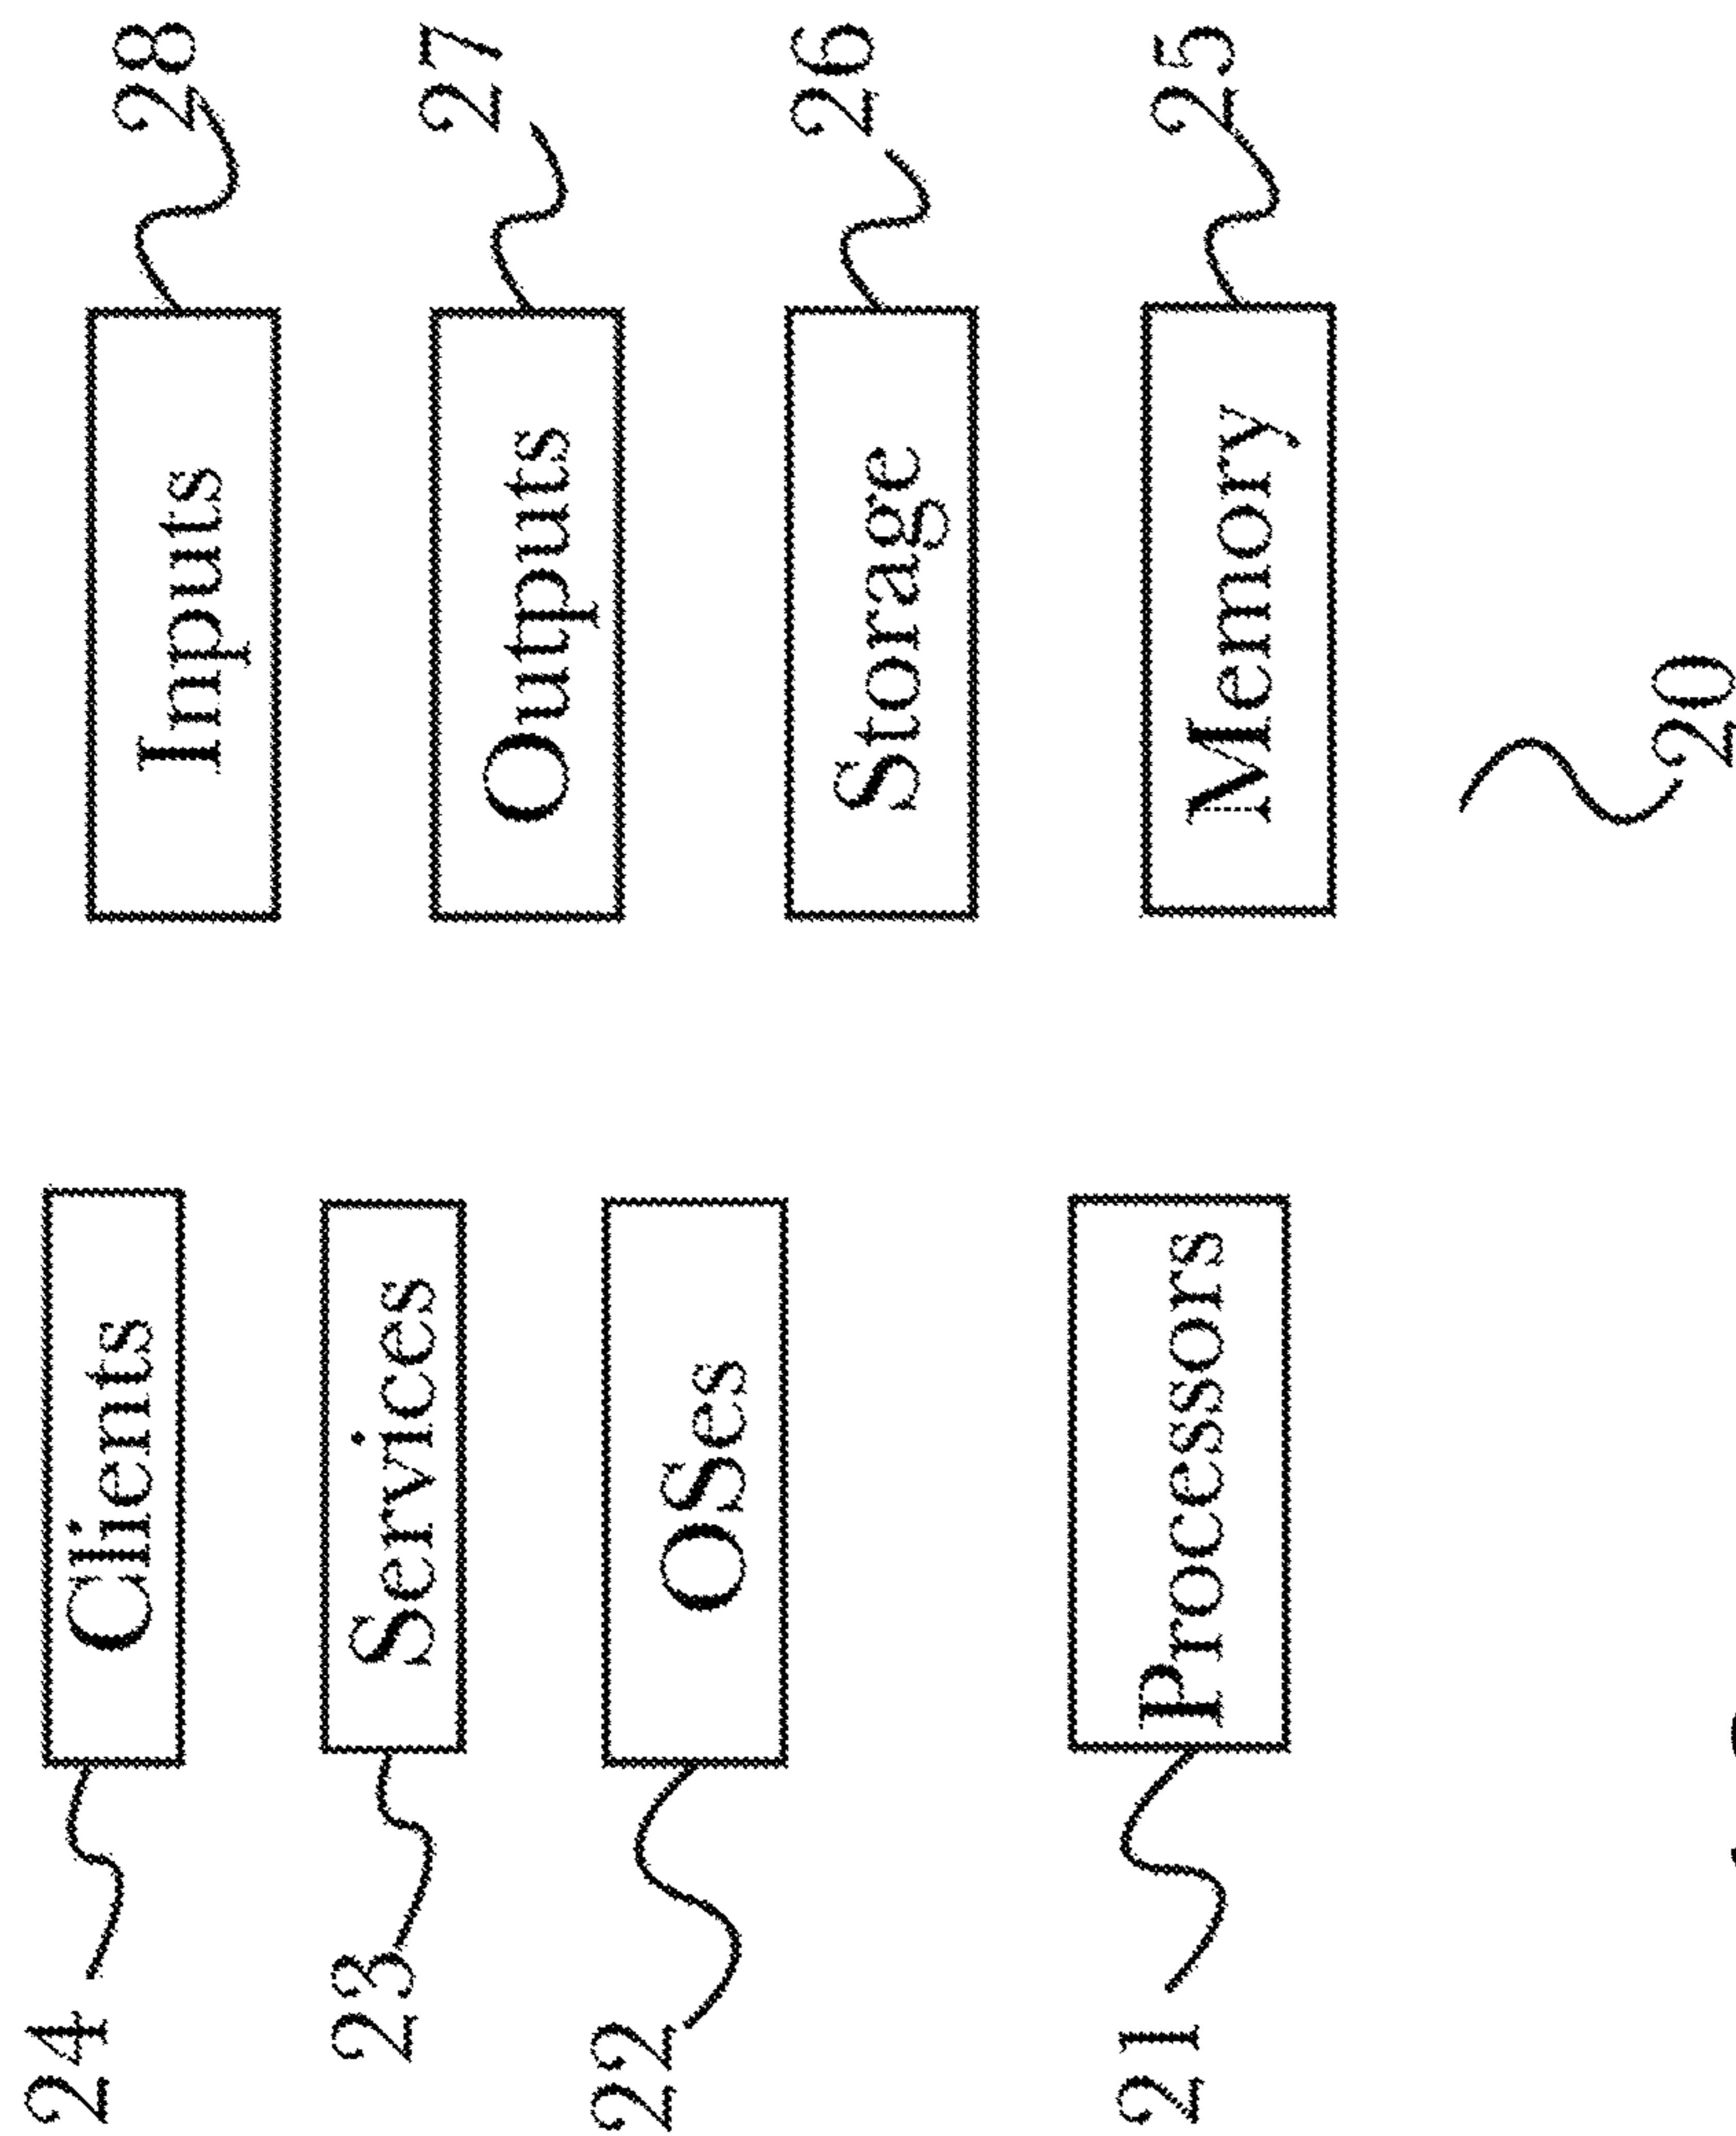 24 Clients Inputs 28
23 Services Outputs 27
22 OSes Storage 26
21 Processors Memory 25
20